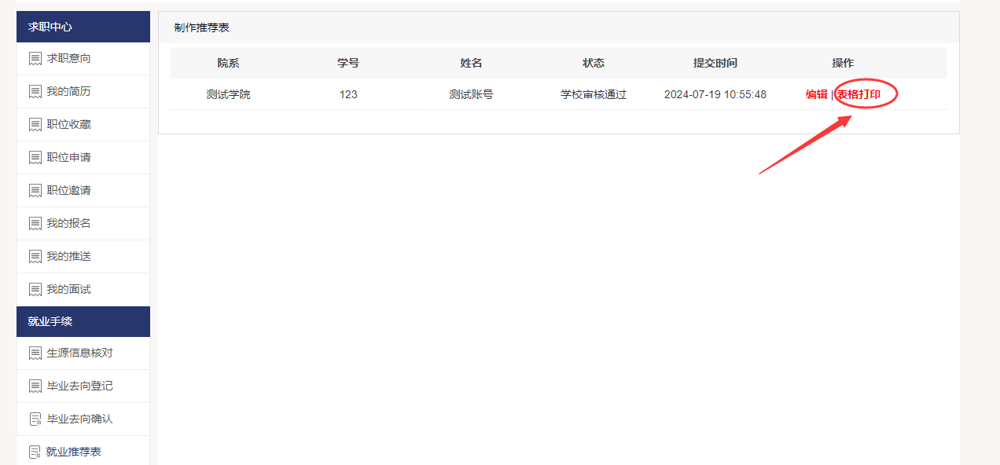 求职中心
求职意向
我的简历
职位收藏
职位申请
职位邀请
我的报名
我的推送
我的面试
就业手续
生源信息核对
毕业去向登记
毕业去向确认
就业推荐表
制作推荐表
院系 学号 姓名 状态 提交时间 操作
测试学院 123 测试账号 学校审核通过 2024-07-19 10:55:48 编辑 | 表格打印